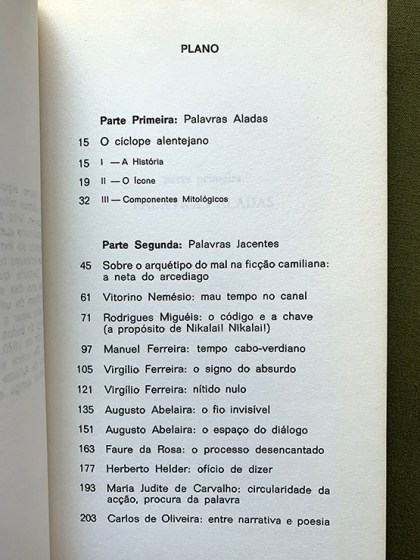 PLANO
Parte Primeira: Palavras Aladas
15 O ciclope alentejano
15 I — A História
19 II — O Ícone
32 III — Componentes Mitológicos
Parte Segunda: Palavras Jacentes
45 Sobre o arquétipo do mal na ficção camiliana:
a neta do arcediago
61 Vitorino Nemésio: mau tempo no canal
71 Rodrigues Miguéis: o código e a chave
(a propósito de Nikalai! Nikalai!)
97 Manuel Ferreira: tempo cabo-verdiano
105 Virgílio Ferreira: o signo do absurdo
121 Virgílio Ferreira: nítido nulo
135 Augusto Abelaira: o fio invisível
151 Augusto Abelaira: o espaço do diálogo
163 Faure da Rosa: o processo desencantado
177 Herberto Helder: ofício de dizer
193 Maria Judite de Carvalho: circularidade da
acção, procura da palavra
203 Carlos de Oliveira: entre narrativa e poesia